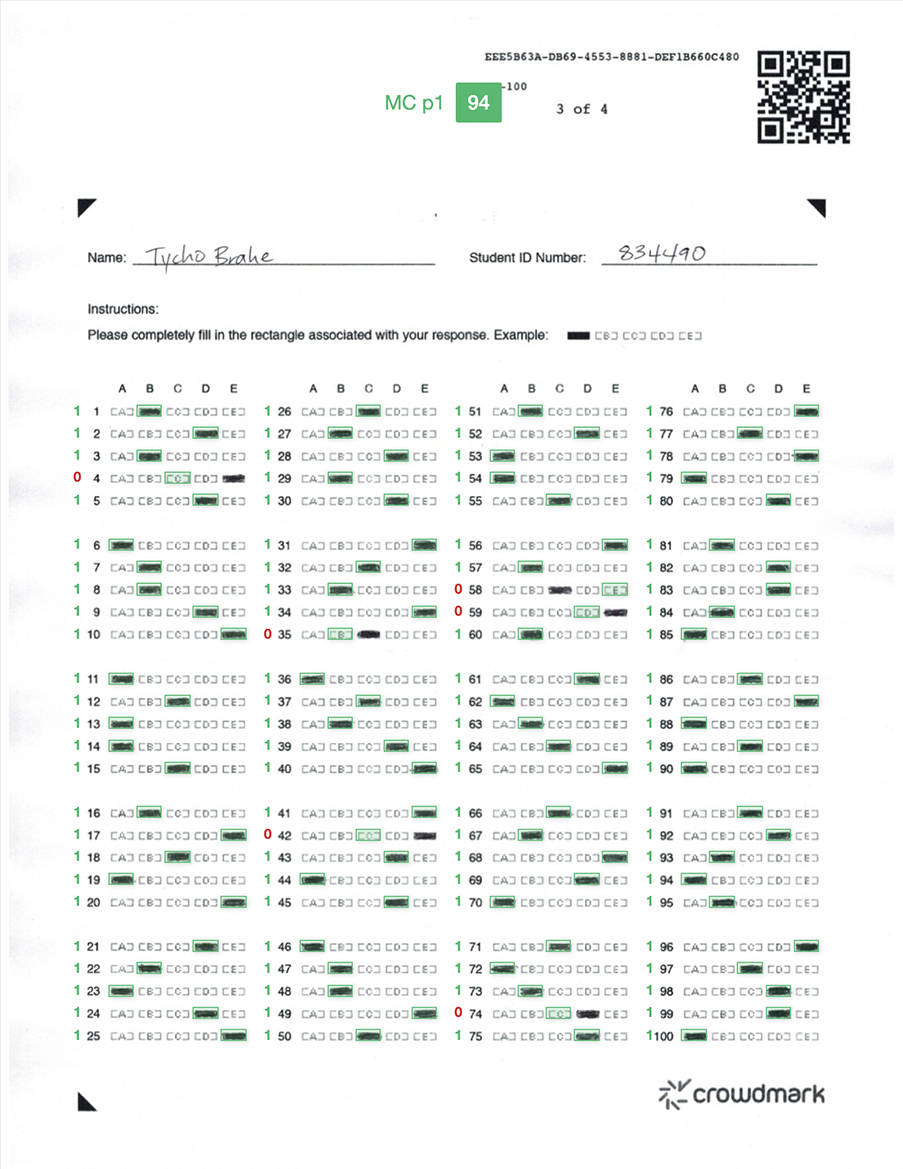 EEE5B63A-DB69-4553-8881-DEF1B660C480
-100
MC p1 94
3 of 4
Name: Tycho Brahe Student ID Number: 834490
Instructions:
Please completely fill in the rectangle associated with your response. Example: [B] [C] [D] [E]
A B C D E A B C D E A B C D E A B C D E
1 1 [A] [C] [D] [E] 1 26 [A] [B] [D] [E] 1 51 [A] [C] [D] [E] 1 76 [A] [B] [C] [D]
1 2 [A] [B] [C] [E] 1 27 [A] [C] [D] [E] 1 52 [A] [B] [C] [E] 1 77 [A] [B] [D] [E]
1 3 [A] [C] [D] [E] 1 28 [A] [B] [C] [E] 1 53 [B] [C] [D] [E] 1 78 [A] [B] [C] [D]
0 4 [A] [B] [C] [D] 1 29 [A] [C] [D] [E] 1 54 [B] [C] [D] [E] 1 79 [B] [C] [D] [E]
1 5 [A] [B] [C] [E] 1 30 [A] [B] [C] [E] 1 55 [A] [B] [D] [E] 1 80 [A] [B] [C] [E]
1 6 [B] [C] [D] [E] 1 31 [A] [B] [C] [D] 1 56 [A] [B] [C] [D] 1 81 [A] [C] [D] [E]
1 7 [A] [C] [D] [E] 1 32 [A] [B] [D] [E] 1 57 [A] [C] [D] [E] 1 82 [A] [B] [C] [E]
1 8 [A] [C] [D] [E] 1 33 [A] [C] [D] [E] 0 58 [A] [B] [D] [E] 1 83 [A] [B] [C] [E]
1 9 [A] [B] [C] [E] 1 34 [A] [B] [C] [D] 0 59 [A] [B] [C] [D] 1 84 [A] [C] [D] [E]
1 10 [A] [B] [C] [D] 0 35 [A] [B] [D] [E] 1 60 [A] [C] [D] [E] 1 85 [B] [C] [D] [E]
1 11 [B] [C] [D] [E] 1 36 [B] [C] [D] [E] 1 61 [A] [B] [C] [E] 1 86 [A] [B] [D] [E]
1 12 [A] [B] [D] [E] 1 37 [A] [B] [D] [E] 1 62 [B] [C] [D] [E] 1 87 [A] [B] [C] [D]
1 13 [B] [C] [D] [E] 1 38 [A] [C] [D] [E] 1 63 [A] [C] [D] [E] 1 88 [B] [C] [D] [E]
1 14 [B] [C] [D] [E] 1 39 [A] [B] [C] [E] 1 64 [A] [B] [D] [E] 1 89 [A] [B] [D] [E]
1 15 [A] [B] [D] [E] 1 40 [A] [B] [C] [D] 1 65 [A] [B] [C] [D] 1 90 [B] [C] [D] [E]
1 16 [A] [C] [D] [E] 1 41 [A] [B] [C] [D] 1 66 [A] [B] [D] [E] 1 91 [A] [B] [D] [E]
1 17 [A] [B] [C] [D] 0 42 [A] [B] [C] [D] 1 67 [A] [C] [D] [E] 1 92 [A] [B] [C] [E]
1 18 [A] [B] [D] [E] 1 43 [A] [B] [C] [E] 1 68 [A] [B] [C] [D] 1 93 [A] [C] [D] [E]
1 19 [B] [C] [D] [E] 1 44 [B] [C] [D] [E] 1 69 [A] [B] [C] [E] 1 94 [B] [C] [D] [E]
1 20 [A] [B] [C] [D] 1 45 [A] [B] [C] [E] 1 70 [B] [C] [D] [E] 1 95 [A] [C] [D] [E]
1 21 [A] [B] [C] [E] 1 46 [B] [C] [D] [E] 1 71 [A] [B] [D] [E] 1 96 [A] [B] [C] [D]
1 22 [A] [C] [D] [E] 1 47 [A] [C] [D] [E] 1 72 [B] [C] [D] [E] 1 97 [A] [B] [D] [E]
1 23 [B] [C] [D] [E] 1 48 [A] [C] [D] [E] 1 73 [A] [C] [D] [E] 1 98 [A] [B] [C] [E]
1 24 [A] [B] [C] [E] 1 49 [A] [B] [C] [D] 0 74 [A] [B] [C] [E] 1 99 [A] [B] [C] [E]
1 25 [A] [B] [C] [D] 1 50 [A] [B] [D] [E] 1 75 [A] [B] [C] [E] 1 100 [B] [C] [D] [E]
crowdmark